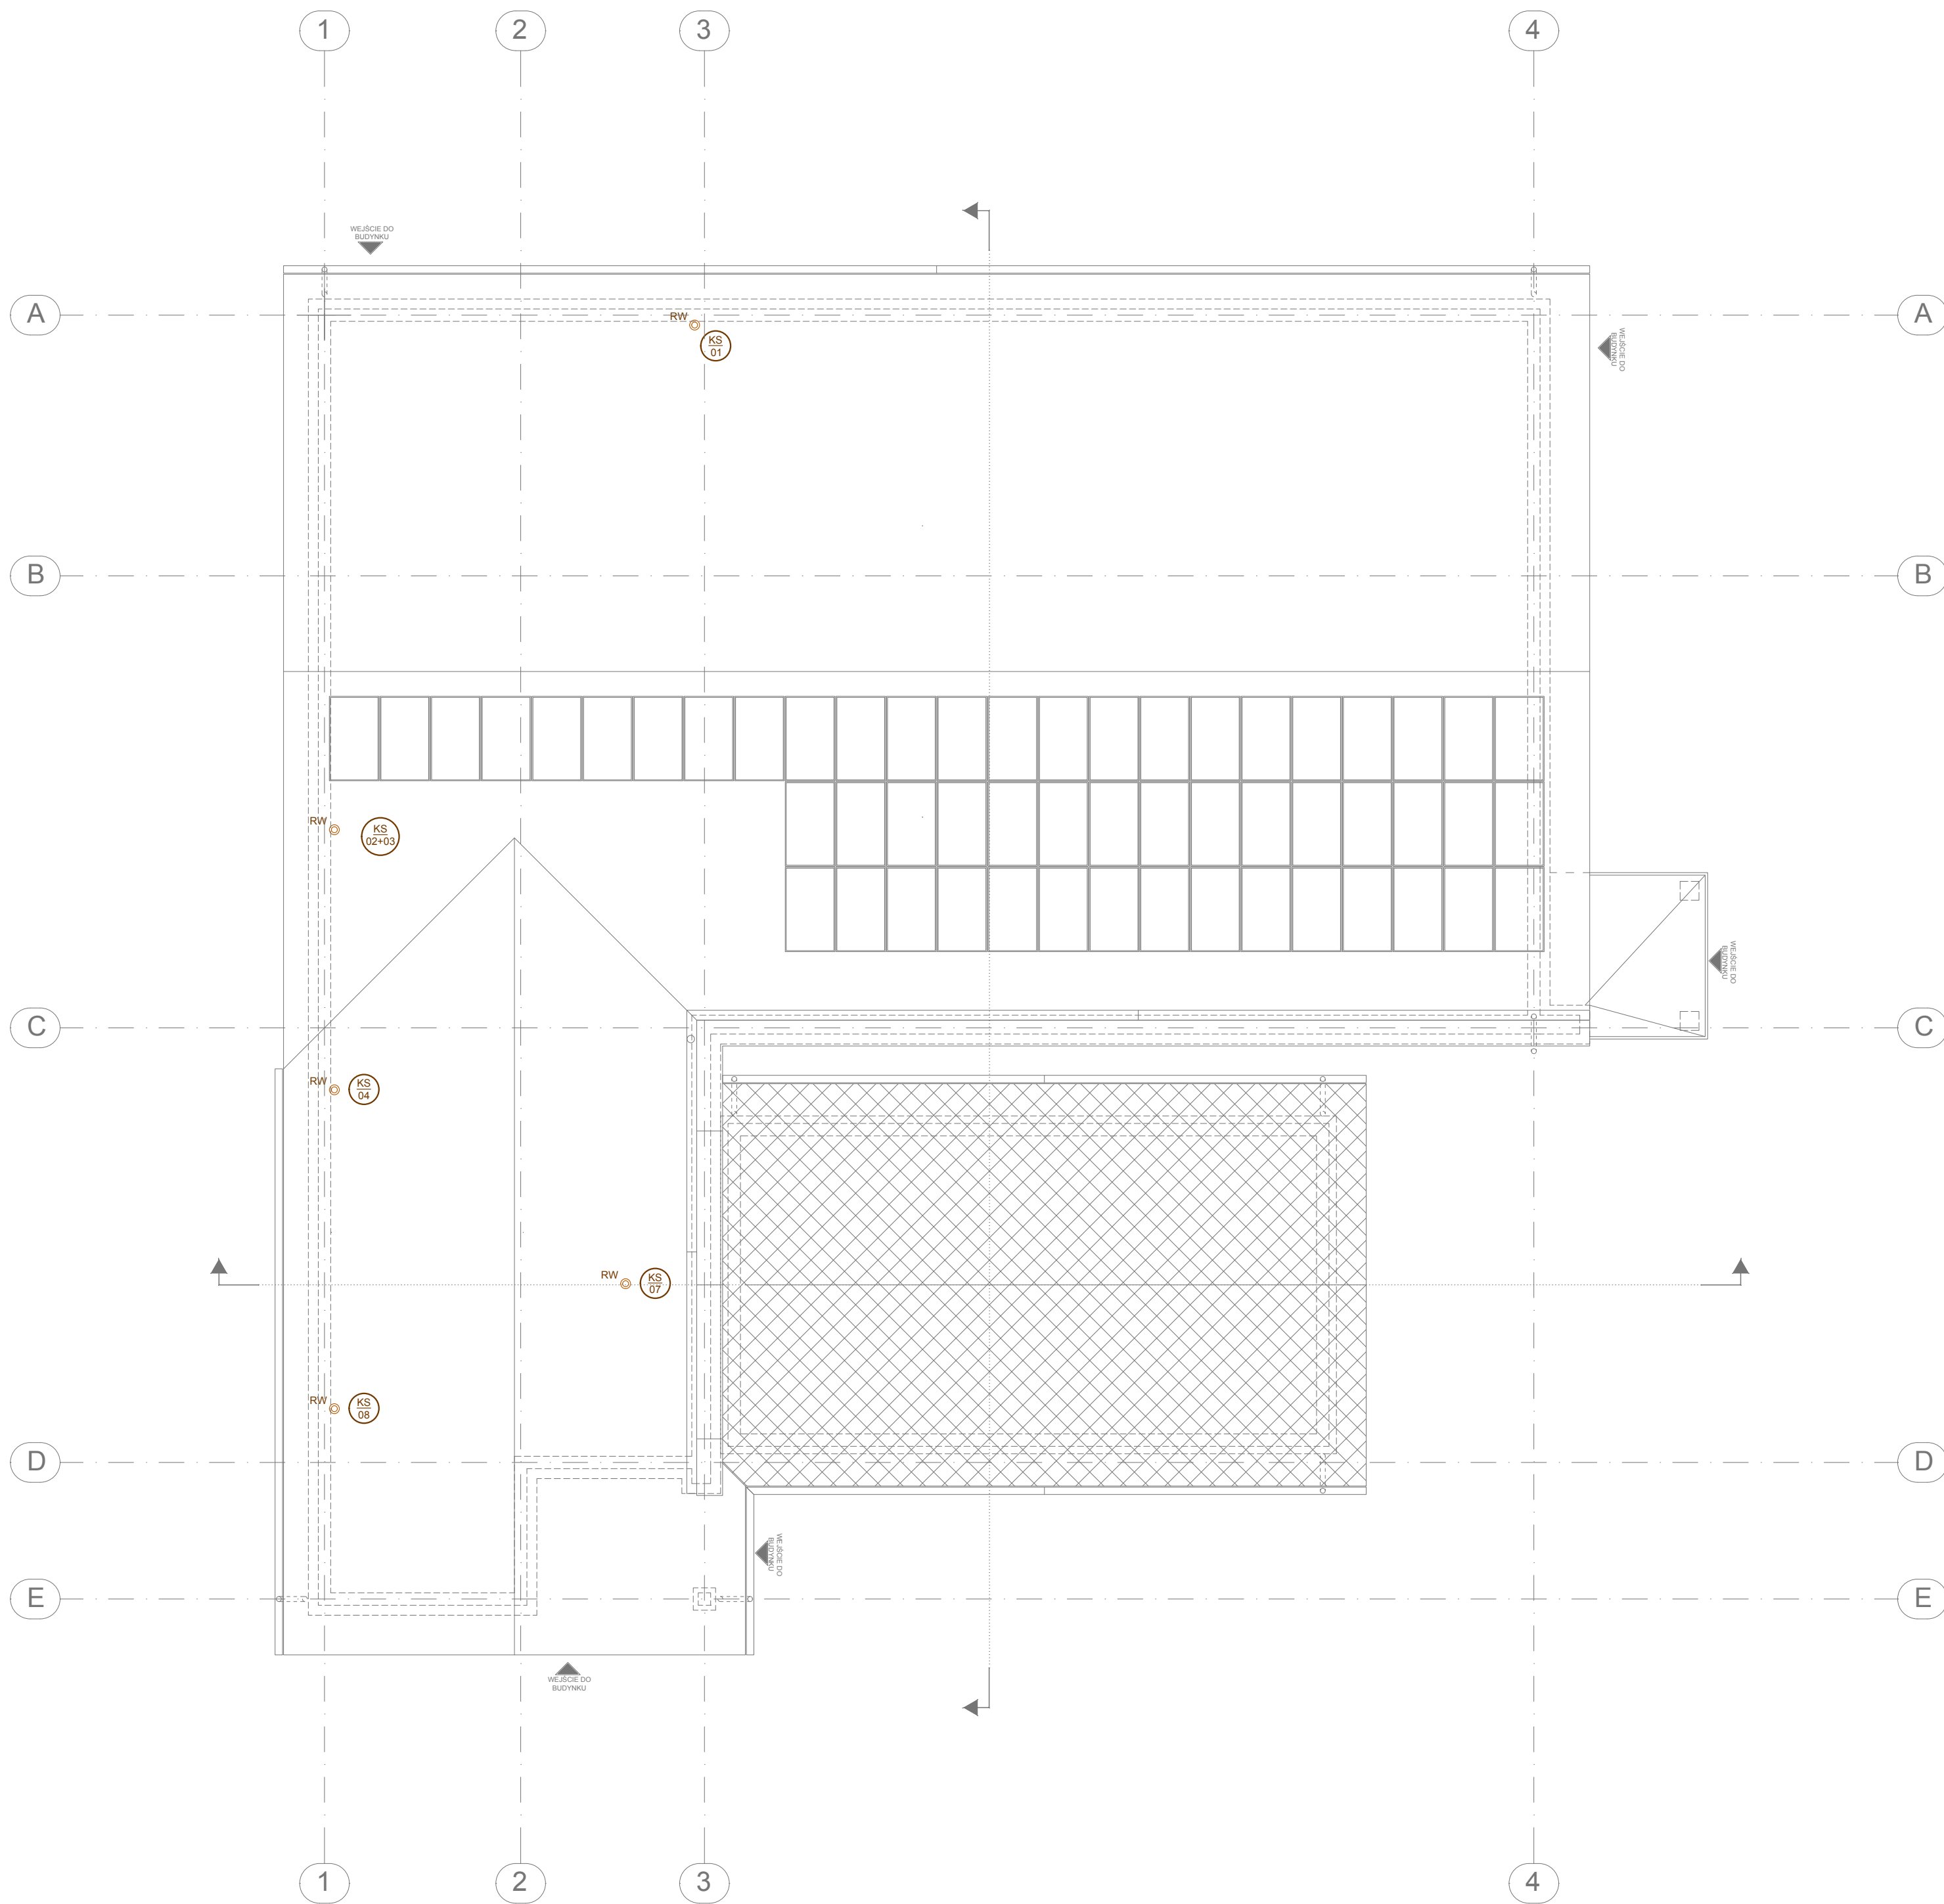 1
2
3
4
WEJŚCIE DO
BUDYNKU
A
A
RW
KS
01
WEJŚCIE DO
BUDYNKU
B
B
RW
KS
02+03
WEJŚCIE DO
BUDYNKU
C
C
RW
KS
04
RW
KS
07
RW
KS
08
D
D
WEJŚCIE DO
BUDYNKU
E
E
WEJŚCIE DO
BUDYNKU
1
2
3
4